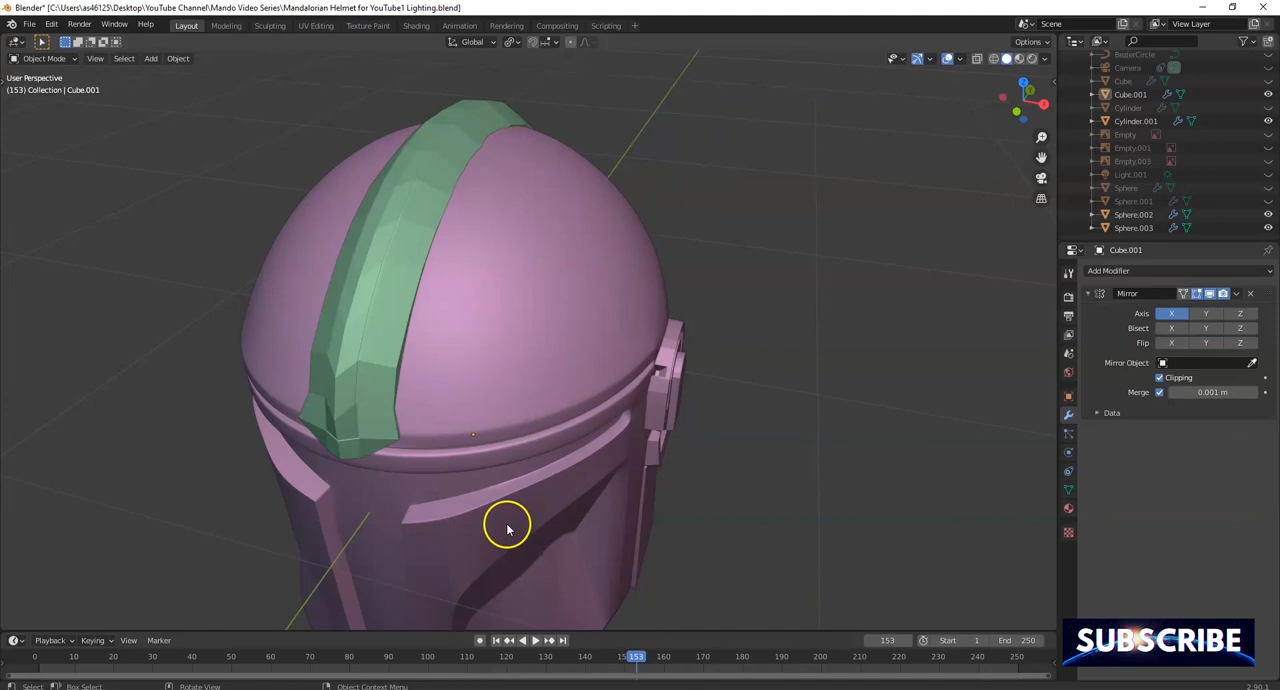 Blender* [C:\Users\as46125\Desktop\YouTube Channel\Mando Video Series\Mandalorian Helmet for YouTube1 Lighting.blend]
File Edit Render Window Help Layout Modeling Sculpting UV Editing Texture Paint Shading Animation Rendering Compositing Scripting + Scene View Layer
Global Options
Object Mode View Select Add Object
User Perspective
(153) Collection | Cube.001
BezierCircle
Camera
Cube
Cube.001
Cylinder
Cylinder.001
Empty
Empty.001
Empty.003
Light.001
Sphere
Sphere.001
Sphere.002
Sphere.003
Cube.001
Add Modifier
Mirror
Axis X Y Z
Bisect X Y Z
Flip X Y Z
Mirror Object
Clipping
Merge 0.001 m
Data
SUBSCRIBE
Playback Keying View Marker 153 Start 1 End 250
0 10 20 30 40 50 60 70 80 90 100 110 120 130 140 153 160 170 180 190 200 210 220 230 240 250
Select Box Select Rotate View Object Context Menu 2.90.1